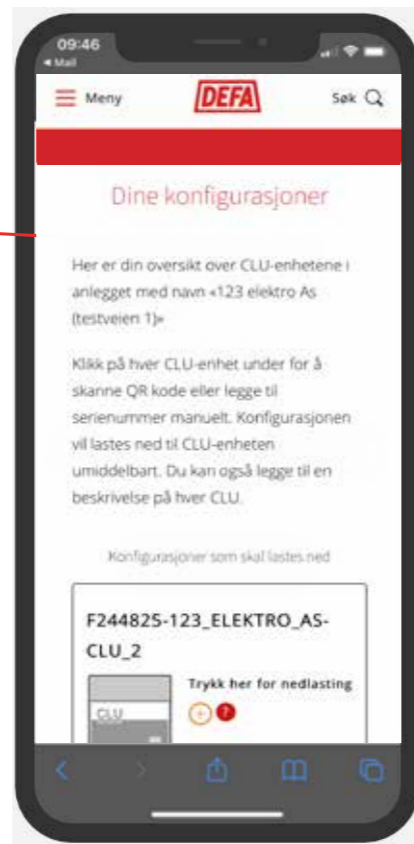 09:46
◀ Mail
Meny
DEFA
Søk
Dine konfigurasjoner
Her er din oversikt over CLU-enhetene i
anlegget med navn «123 elektro As
(testveien 1)»
Klikk på hver CLU-enhet under for å
skanne QR kode eller legge til
serienummer manuelt. Konfigurasjonen
vil lastes ned til CLU-enheten
umiddelbart. Du kan også legge til en
beskrivelse på hver CLU.
Konfigurasjoner som skal lastes ned
F244825-123_ELEKTRO_AS-
CLU_2
Trykk her for nedlasting
CLU
+ ?